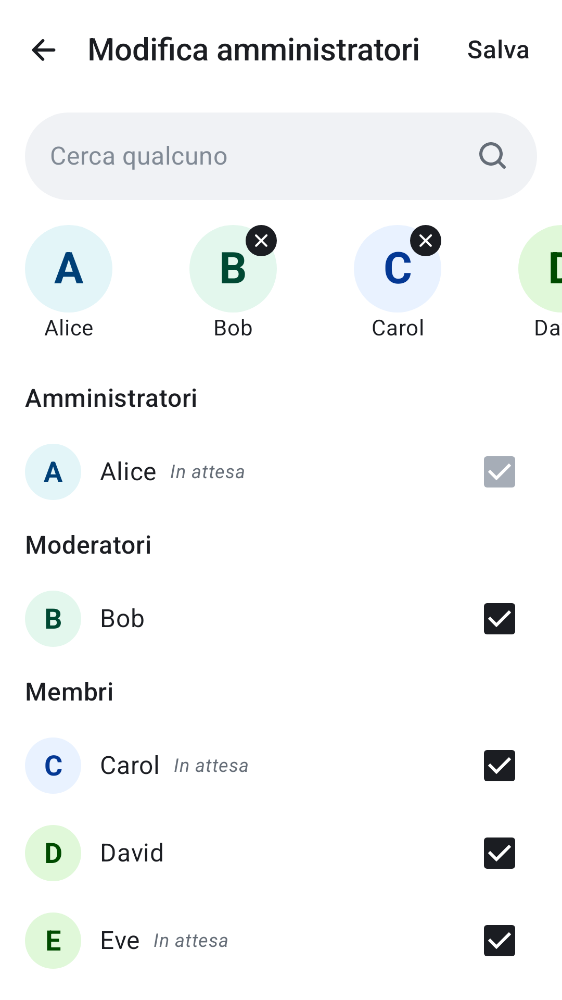 Modifica amministratori
Salva
Cerca qualcuno
A
B
C
D
Alice
Bob
Carol
Da
Amministratori
A
Alice In attesa
Moderatori
B
Bob
Membri
C
Carol In attesa
D
David
E
Eve In attesa